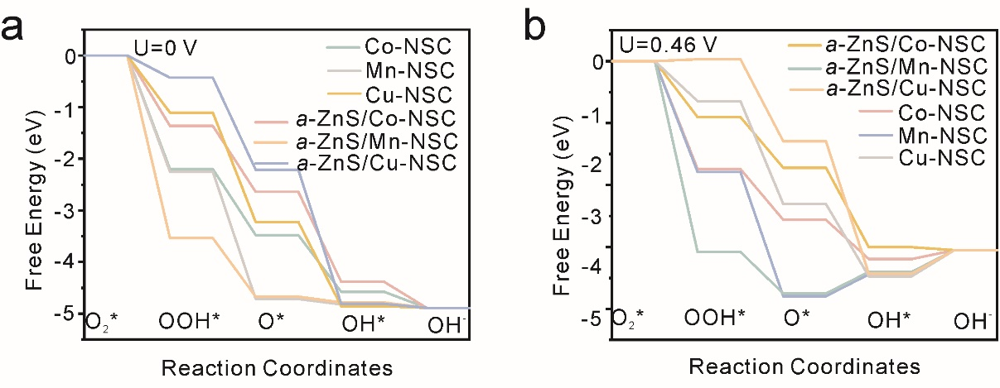 a
U=0 V
Co-NSC
Mn-NSC
Cu-NSC
a-ZnS/Co-NSC
a-ZnS/Mn-NSC
a-ZnS/Cu-NSC
0
-1
-2
-3
-4
-5
Free Energy (eV)
O₂* OOH* O* OH* OH⁻
Reaction Coordinates
b
U=0.46 V
a-ZnS/Co-NSC
a-ZnS/Mn-NSC
a-ZnS/Cu-NSC
Co-NSC
Mn-NSC
Cu-NSC
0
-1
-2
-3
-4
-5
Free Energy (eV)
O₂* OOH* O* OH* OH⁻
Reaction Coordinates